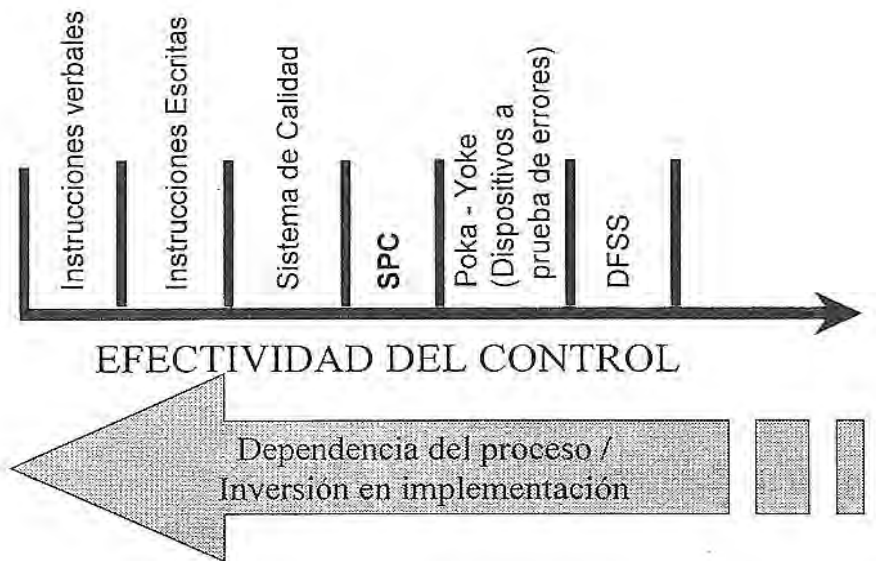 Instrucciones verbales
Instrucciones Escritas
Sistema de Calidad
SPC
Poka - Yoke
(Dispositivos a
prueba de errores)
DFSS
EFECTIVIDAD DEL CONTROL
Dependencia del proceso /
Inversión en implementación